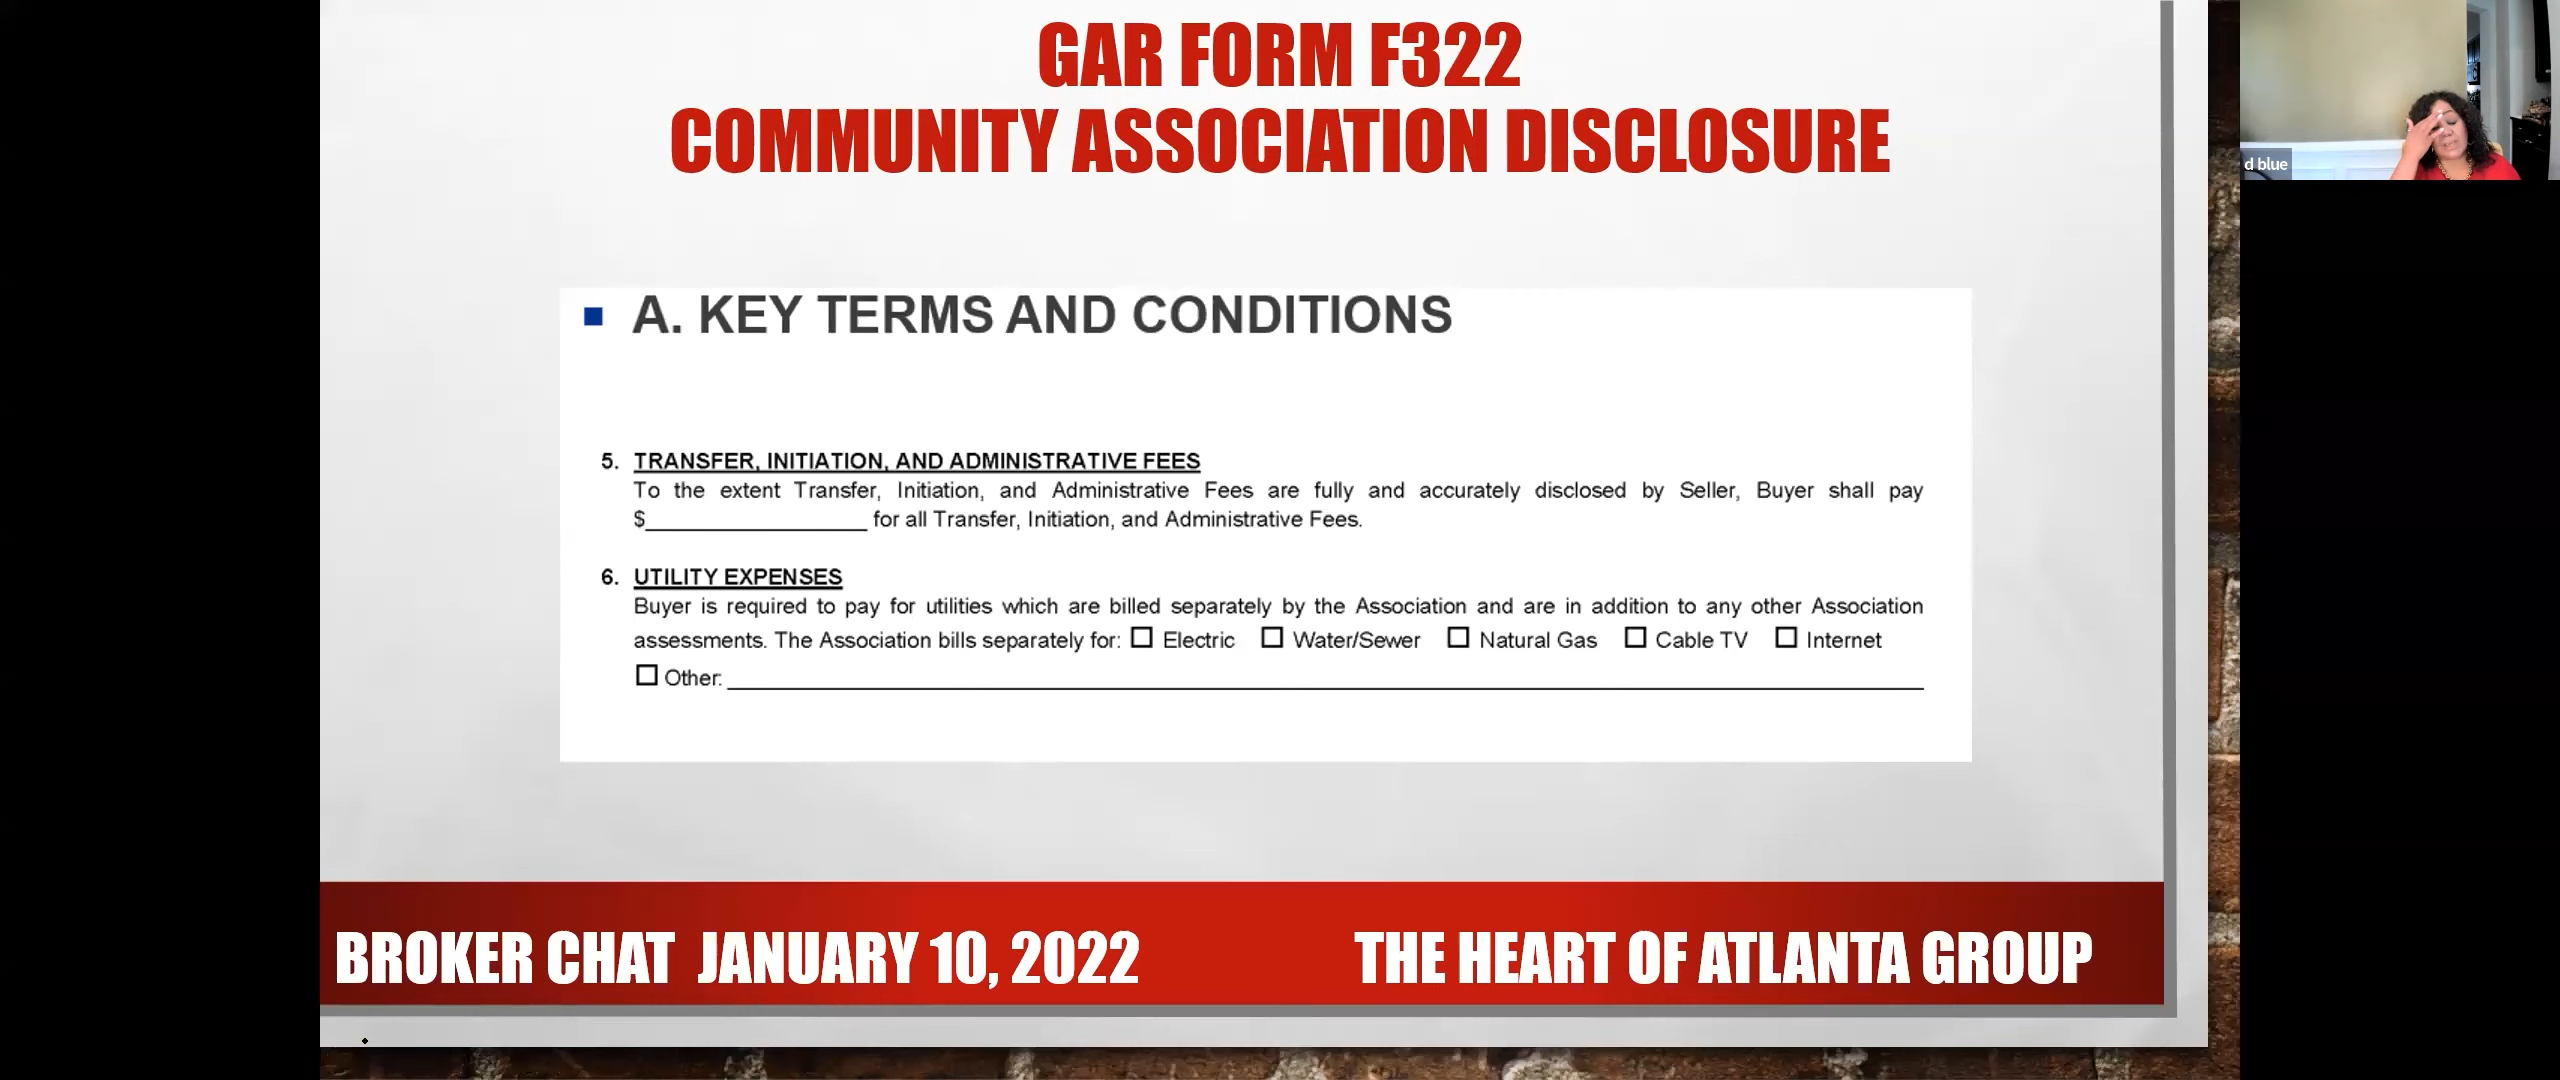 GAR FORM F322
COMMUNITY ASSOCIATION DISCLOSURE
d blue
A. KEY TERMS AND CONDITIONS
5. TRANSFER, INITIATION, AND ADMINISTRATIVE FEES
To the extent Transfer, Initiation, and Administrative Fees are fully and accurately disclosed by Seller, Buyer shall pay
$__________________ for all Transfer, Initiation, and Administrative Fees.
6. UTILITY EXPENSES
Buyer is required to pay for utilities which are billed separately by the Association and are in addition to any other Association
assessments. The Association bills separately for: ☐ Electric ☐ Water/Sewer ☐ Natural Gas ☐ Cable TV ☐ Internet
☐ Other: __________________
BROKER CHAT JANUARY 10, 2022
THE HEART OF ATLANTA GROUP